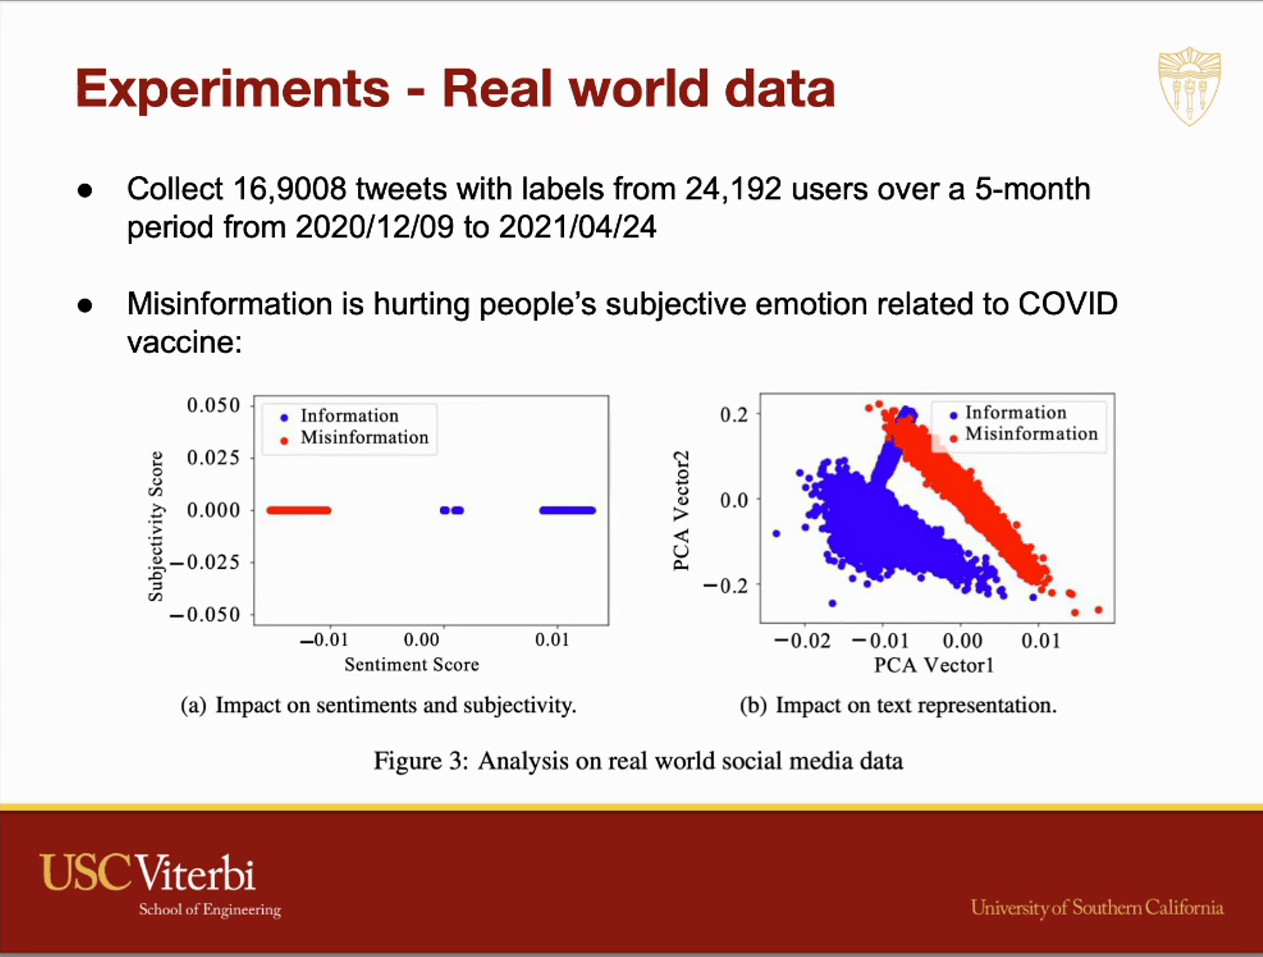 Experiments - Real world data
● Collect 16,9008 tweets with labels from 24,192 users over a 5-month
period from 2020/12/09 to 2021/04/24
● Misinformation is hurting people’s subjective emotion related to COVID
vaccine:
Subjectivity Score
0.050
0.025
0.000
−0.025
−0.050
Information
Misinformation
−0.01 0.00 0.01
Sentiment Score
(a) Impact on sentiments and subjectivity.
PCA Vector2
0.2
0.0
−0.2
Information
Misinformation
−0.02 −0.01 0.00 0.01
PCA Vector1
(b) Impact on text representation.
Figure 3: Analysis on real world social media data
USC Viterbi
School of Engineering
University of Southern California